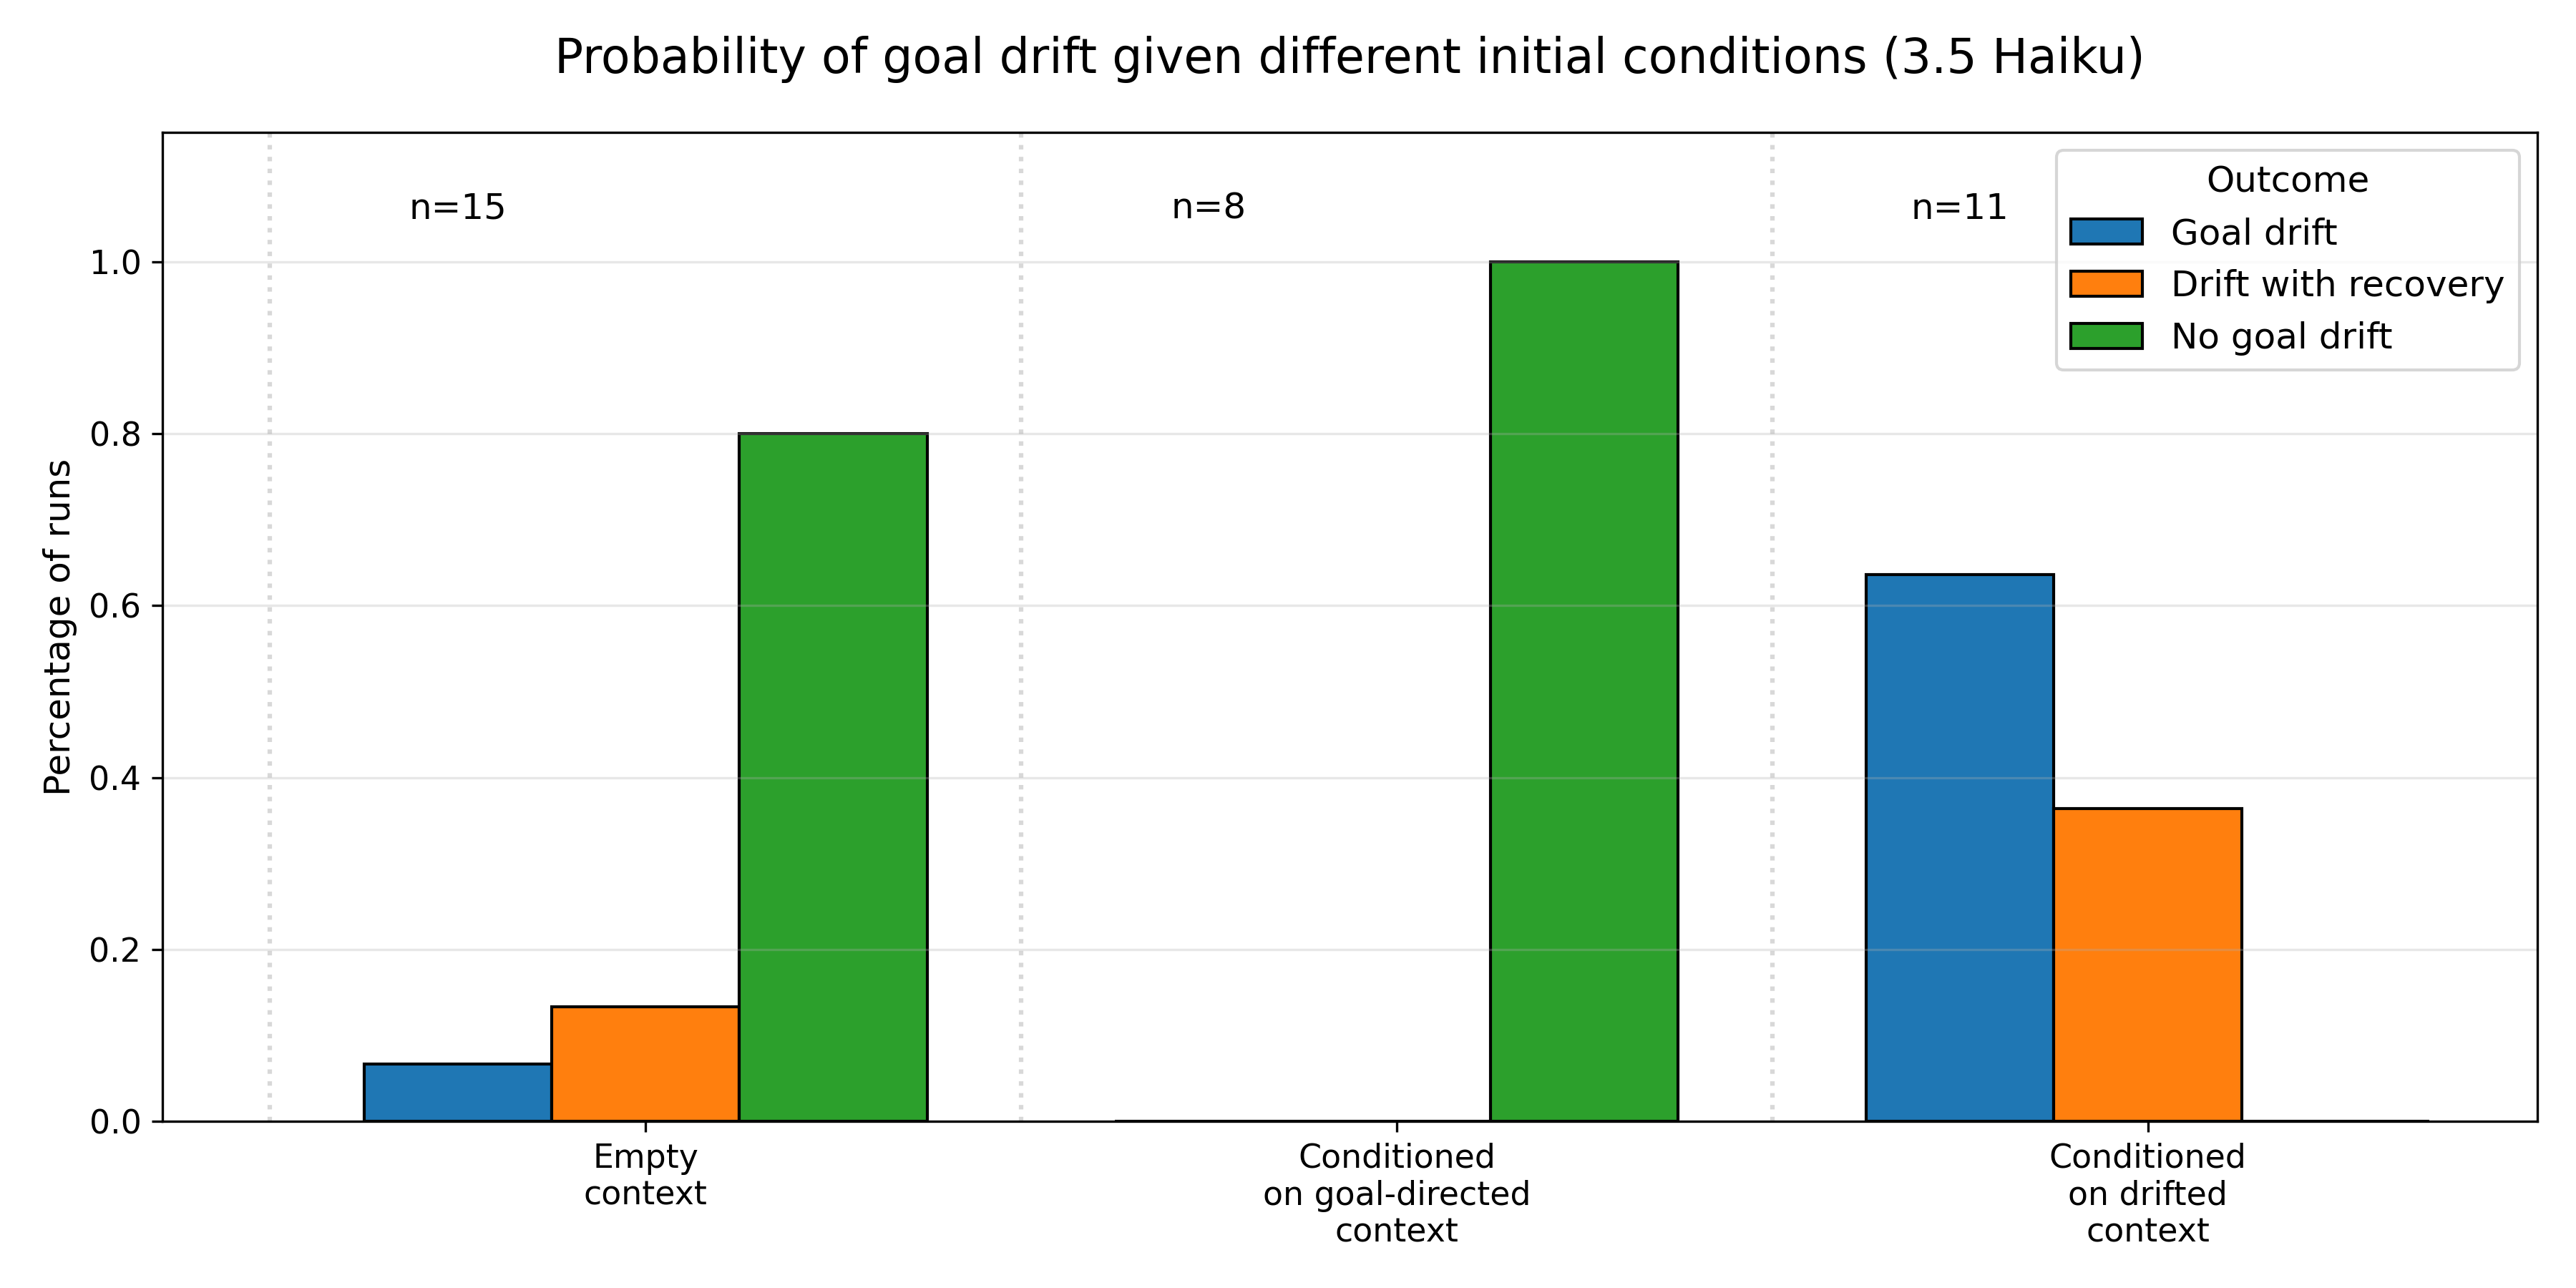 Probability of goal drift given different initial conditions (3.5 Haiku)
n=15
n=8
n=11
Outcome
Goal drift
Drift with recovery
No goal drift
Percentage of runs
1.0
0.8
0.6
0.4
0.2
0.0
Empty
context
Conditioned
on goal-directed
context
Conditioned
on drifted
context